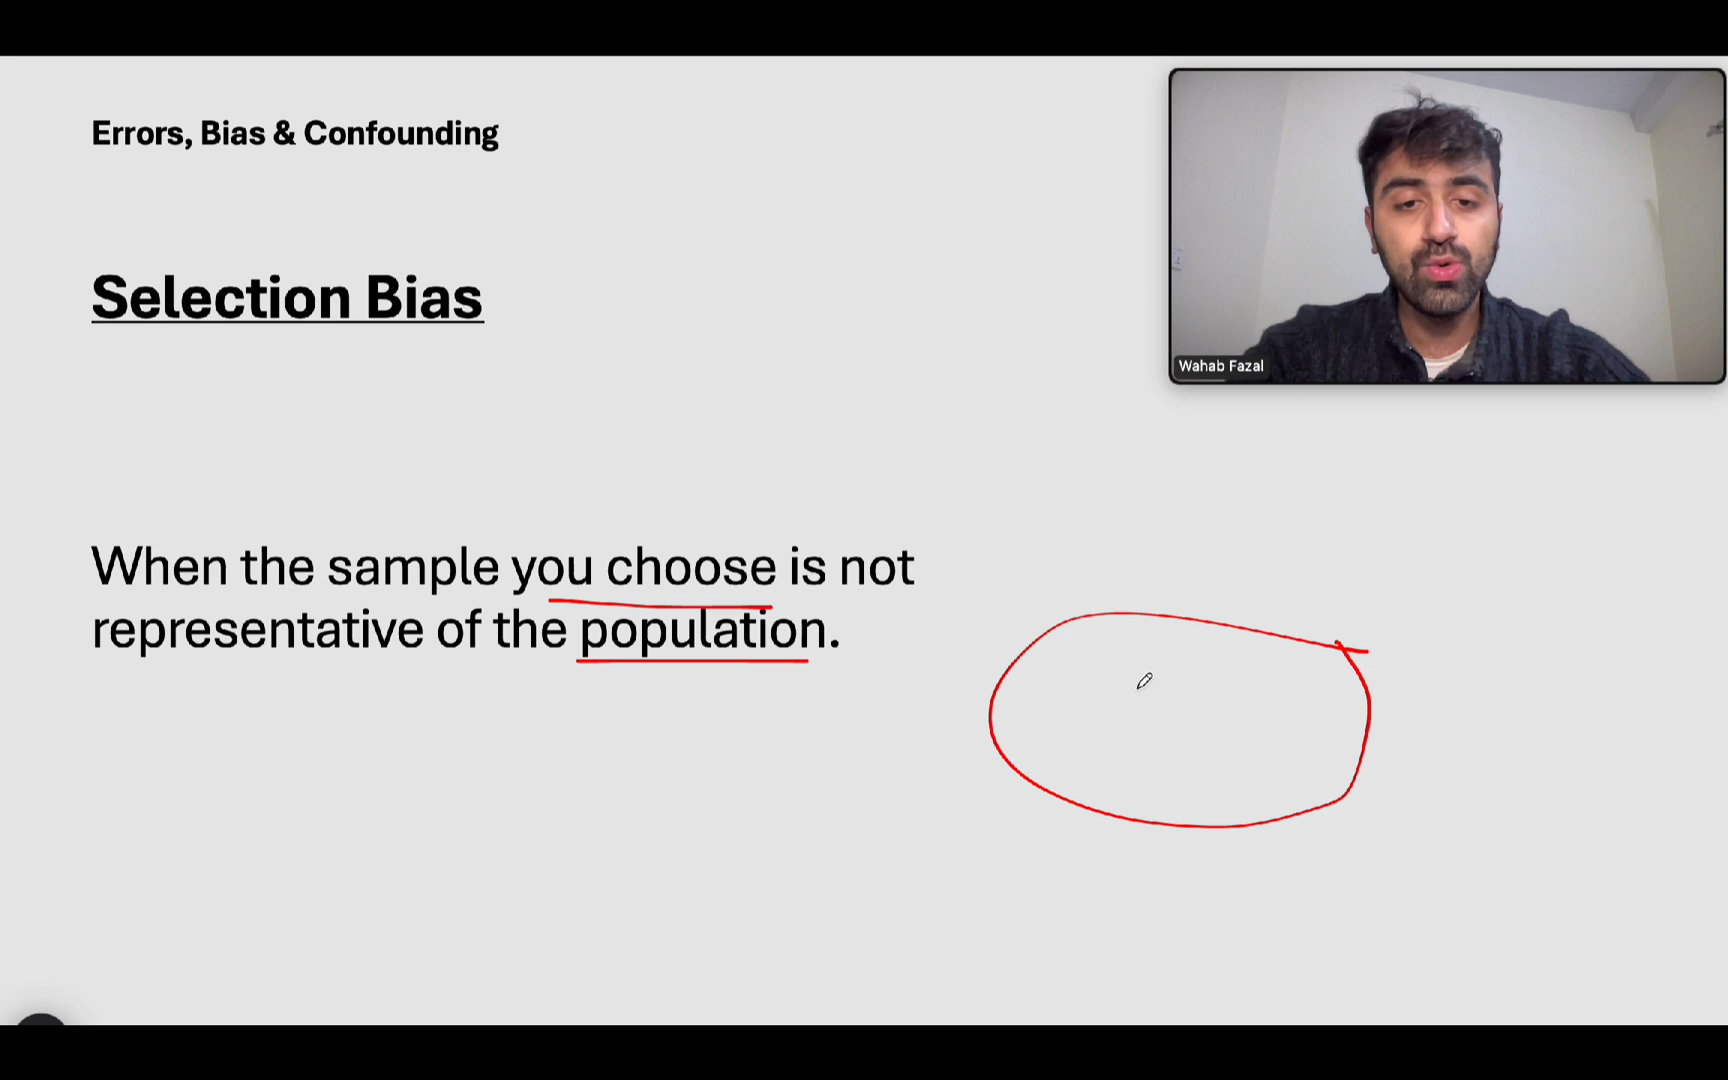 Errors, Bias & Confounding
Selection Bias
When the sample you choose is not
representative of the population.
Wahab Fazal